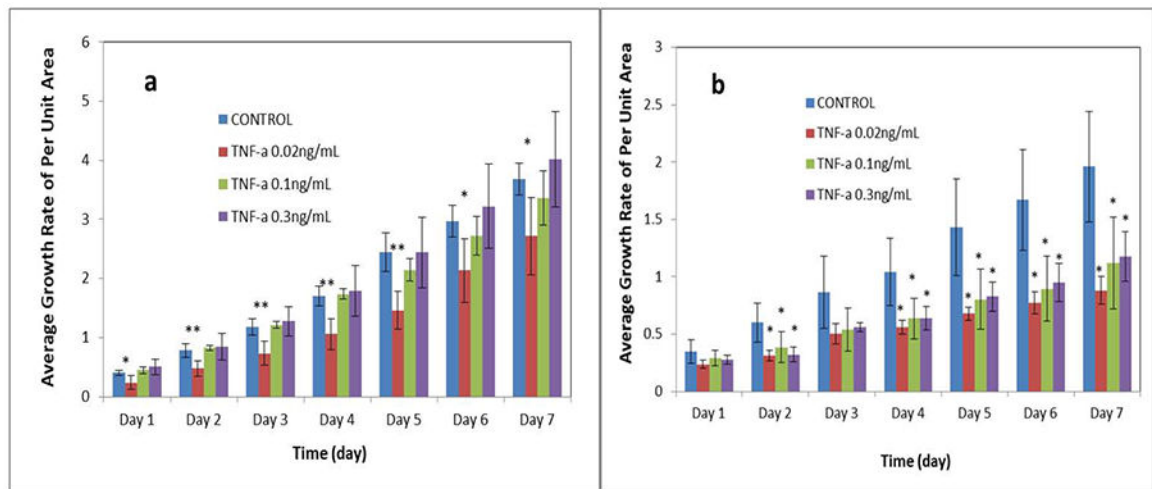 Average Growth Rate of Per Unit Area
6
5
4
3
2
1
0
a
CONTROL
TNF-a 0.02ng/mL
TNF-a 0.1ng/mL
TNF-a 0.3ng/mL
*
**
**
**
**
*
*
Day 1 Day 2 Day 3 Day 4 Day 5 Day 6 Day 7
Time (day)
Average Growth Rate of Per Unit Area
3
2.5
2
1.5
1
0.5
0
b
CONTROL
TNF-a 0.02ng/mL
TNF-a 0.1ng/mL
TNF-a 0.3ng/mL
* * *
* * *
* * *
* * *
* * *
Day 1 Day 2 Day 3 Day 4 Day 5 Day 6 Day 7
Time (day)